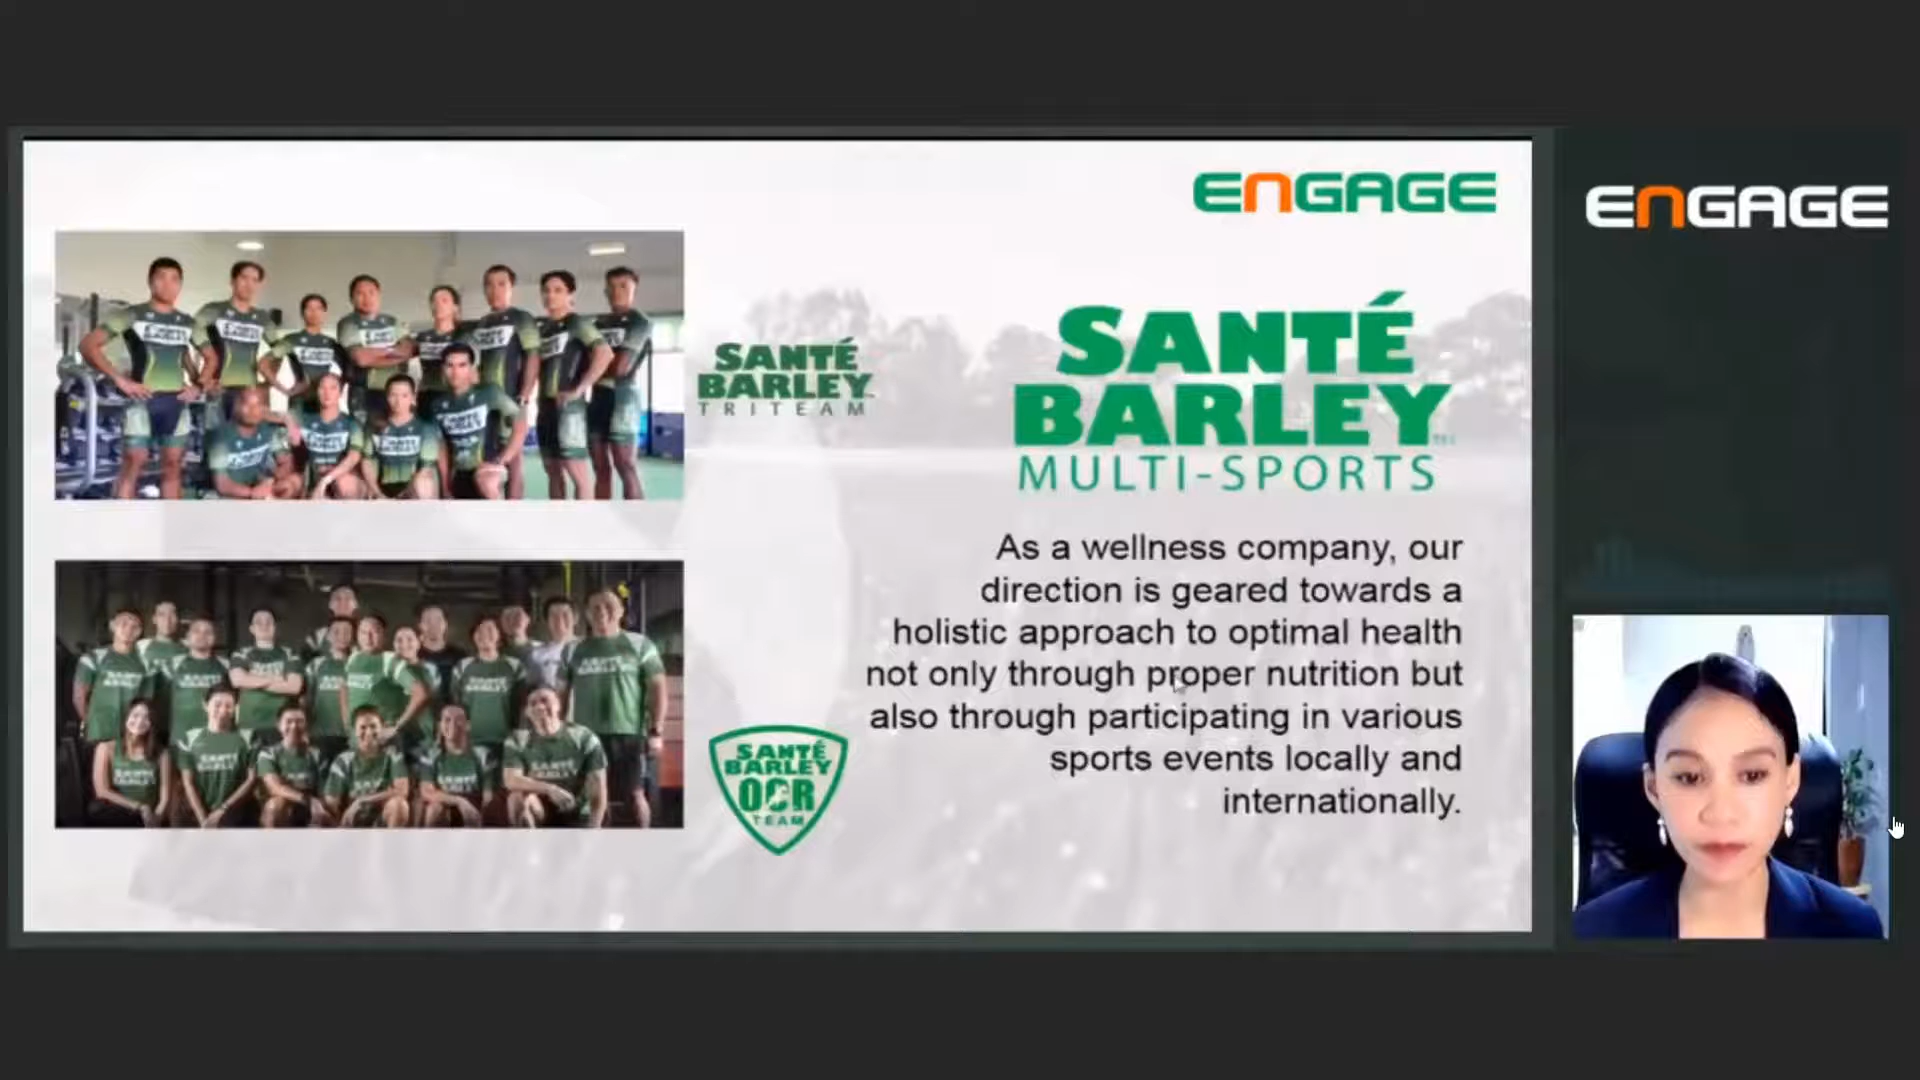 ENGAGE
ENGAGE
SANTÉ
BARLEY™
MULTI-SPORTS
SANTÉ
BARLEY
TRITEAM
As a wellness company, our
direction is geared towards a
holistic approach to optimal health
not only through proper nutrition but
also through participating in various
sports events locally and
internationally.
SANTÉ
BARLEY
OCR
TEAM
SANTÉ
BARLEY